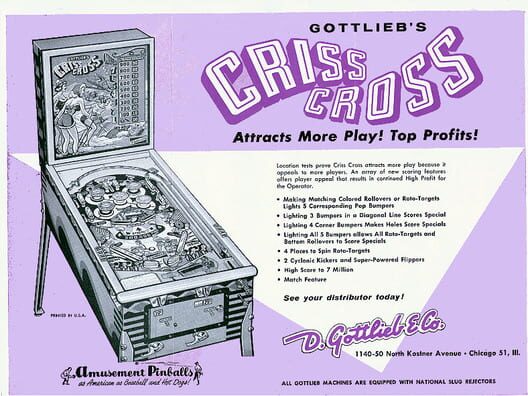 GOTTLIEB'S
CRISS
CROSS
Attracts More Play! Top Profits!
Location tests prove Criss Cross attracts more play because it
appeals to more players. An array of new scoring features
offers player appeal that results in continued High Profit for
the Operator.
• Making Matching Colored Rollovers or Roto-Targets
Lights 5 Corresponding Pop Bumpers
• Lighting 3 Bumpers in a Diagonal Line Scores Special
• Lighting 4 Corner Bumpers Makes Holes Score Specials
• Lighting All 5 Bumpers allows All Roto-Targets and
Bottom Rollovers to Score Specials
• 4 Places to Spin Roto-Targets
• 2 Cyclonic Kickers and Super-Powered Flippers
• High Score to 7 Million
• Match Feature
See your distributor today!
D. Gottlieb & Co.
1140-50 North Kostner Avenue • Chicago 51, Ill.
ALL GOTTLIEB MACHINES ARE EQUIPPED WITH NATIONAL SLUG REJECTORS
CRISS
CROSS
PRINTED IN U.S.A.
Amusement Pinballs
as American as Baseball and Hot Dogs!